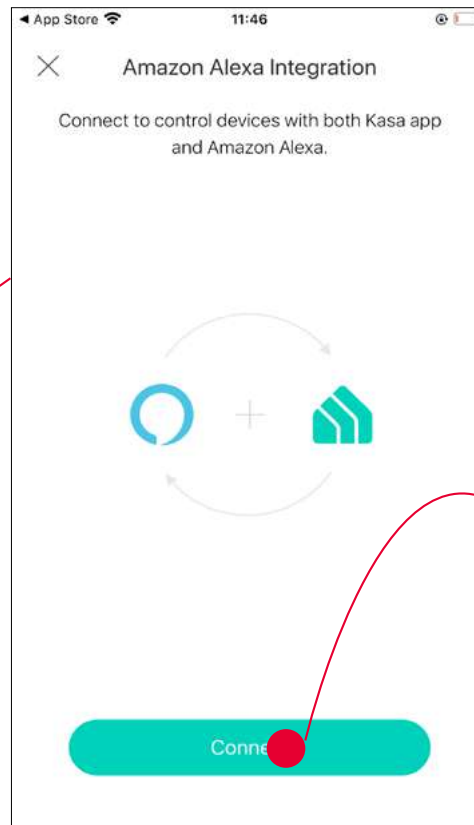 App Store
11:46
Amazon Alexa Integration
Connect to control devices with both Kasa app
and Amazon Alexa.
Conne